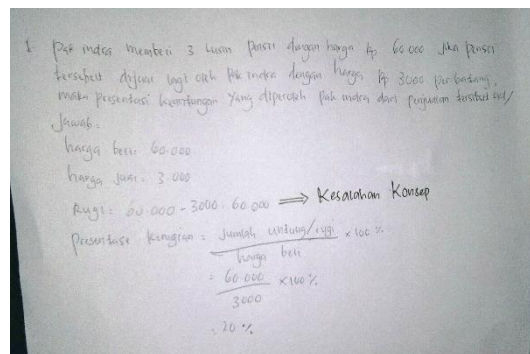 1. Pak indra membeli 3 lusin Pensil dengan harga Rp 60.000 Jika pensil
tersebut dijual lagi oleh Pak indra dengan harga Rp 3000 per batang,
maka presentasi keuntungan yang diperoleh Pak indra dari penjualan tersebut
Jawab:
harga beli: 60.000
harga jual: 3.000
Rugi: 60.000 - 3000 = 60.000 ⟹ Kesalahan Konsep
Presentase kerugian = Jumlah untung/rugi × 100 %
harga beli
= 60.000 × 100 %
3000
= 20 %